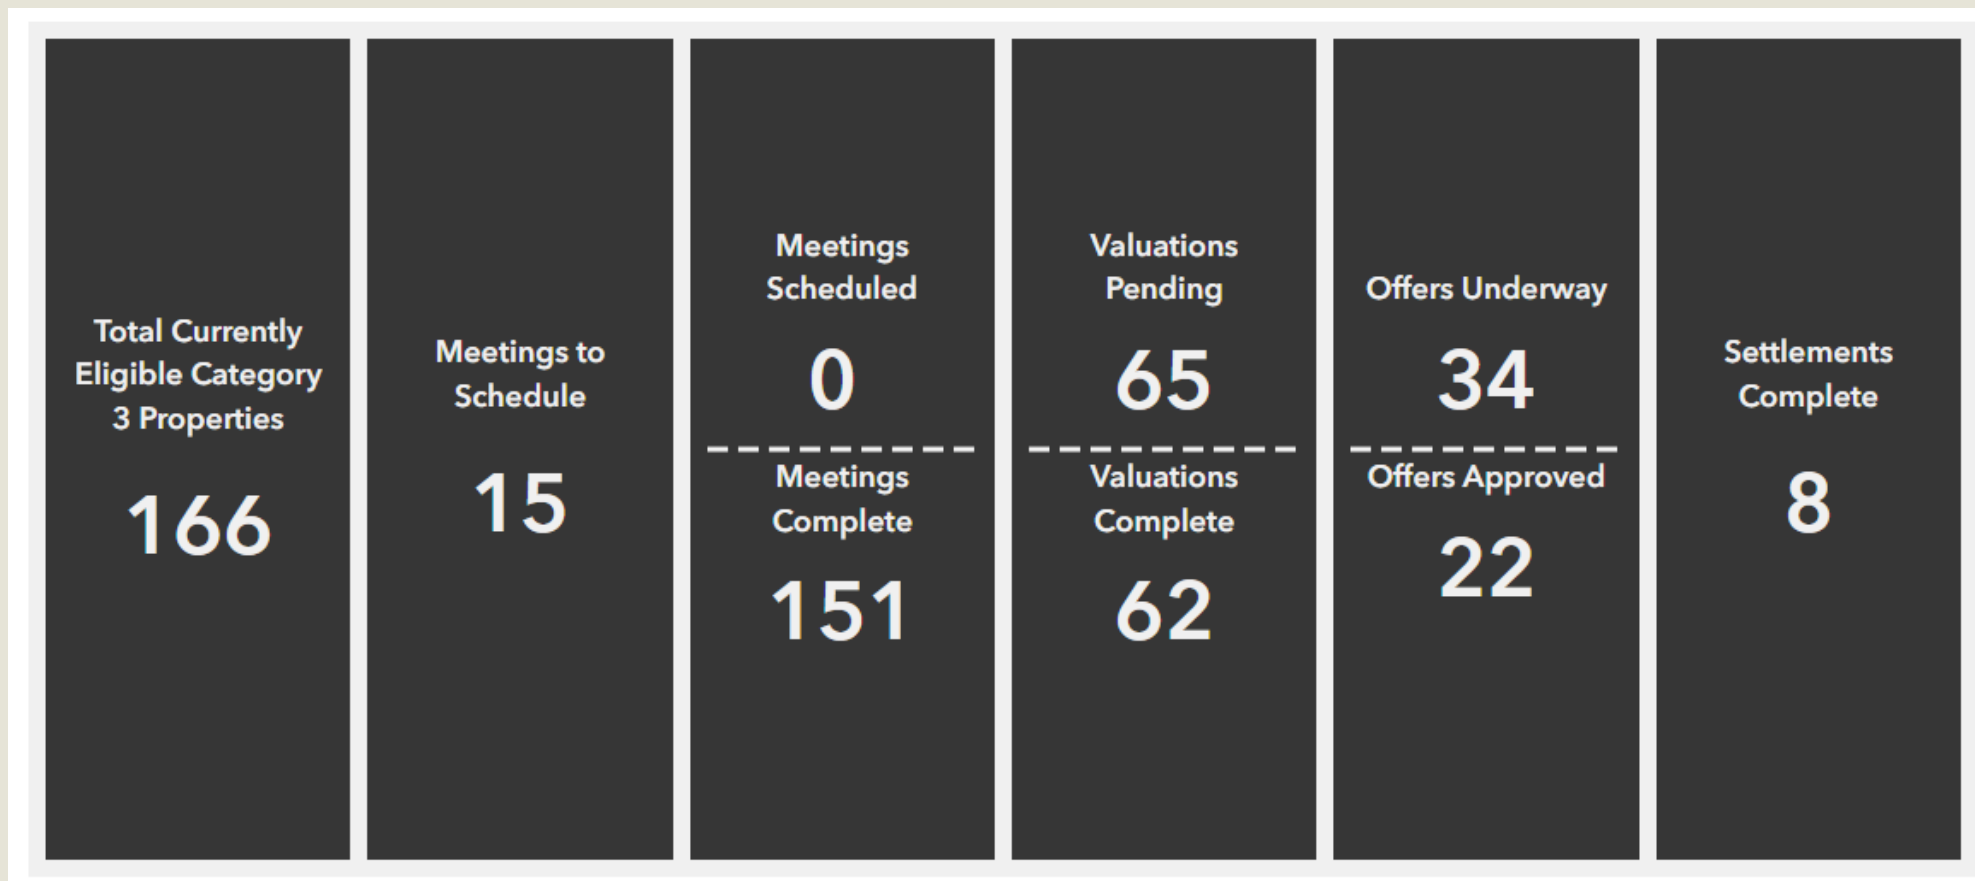 Total Currently
Eligible Category
3 Properties
166
Meetings to
Schedule
15
Meetings
Scheduled
0
Meetings
Complete
151
Valuations
Pending
65
Valuations
Complete
62
Offers Underway
34
Offers Approved
22
Settlements
Complete
8